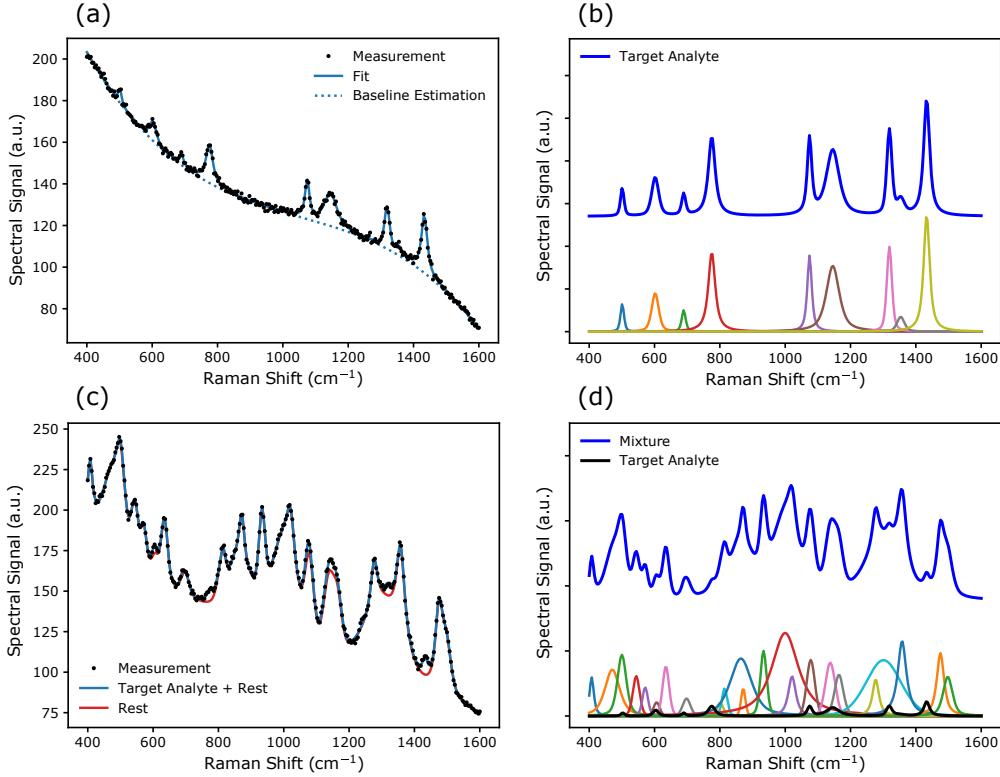 (a)
Spectral Signal (a.u.)
200
180
160
140
120
100
80
Measurement
Fit
Baseline Estimation
400 600 800 1000 1200 1400 1600
Raman Shift (cm⁻¹)
(b)
Spectral Signal (a.u.)
Target Analyte
400 600 800 1000 1200 1400 1600
Raman Shift (cm⁻¹)
(c)
Spectral Signal (a.u.)
250
225
200
175
150
125
100
75
Measurement
Target Analyte + Rest
Rest
400 600 800 1000 1200 1400 1600
Raman Shift (cm⁻¹)
(d)
Spectral Signal (a.u.)
Mixture
Target Analyte
400 600 800 1000 1200 1400 1600
Raman Shift (cm⁻¹)